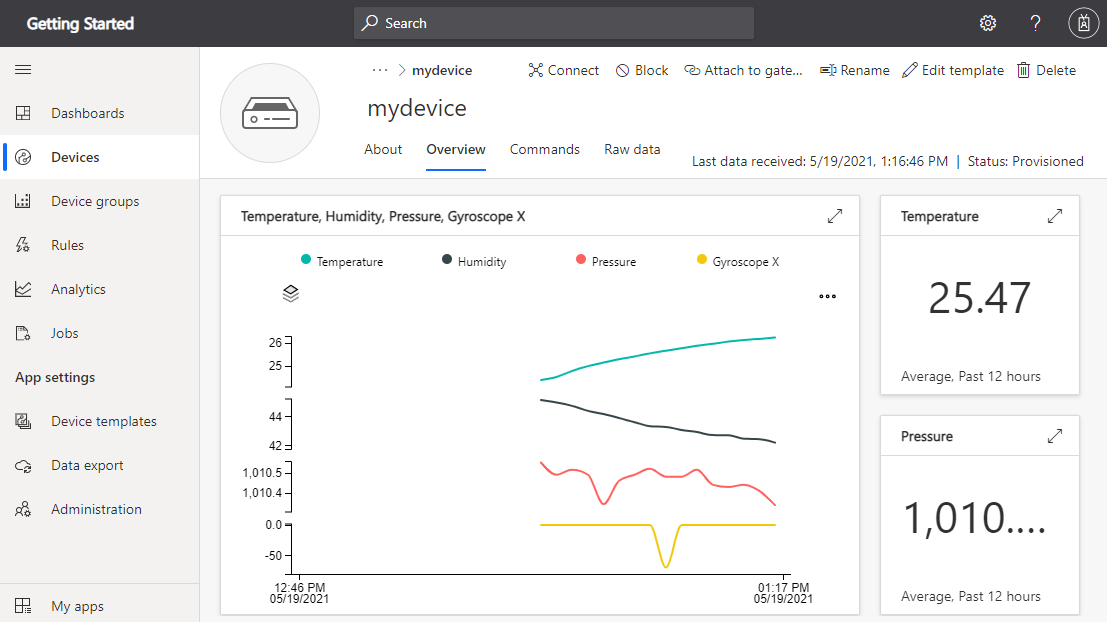 Getting Started
Search
?
Dashboards
Devices
Device groups
Rules
Analytics
Jobs
App settings
Device templates
Data export
Administration
My apps
··· > mydevice
Connect Block Attach to gate... Rename Edit template Delete
mydevice
About Overview Commands Raw data
Last data received: 5/19/2021, 1:16:46 PM | Status: Provisioned
Temperature, Humidity, Pressure, Gyroscope X
Temperature Humidity Pressure Gyroscope X
26
25
44
42
1,010.5
1,010.4
0.0
-50
12:46 PM
05/19/2021
01:17 PM
05/19/2021
Temperature
25.47
Average, Past 12 hours
Pressure
1,010....
Average, Past 12 hours